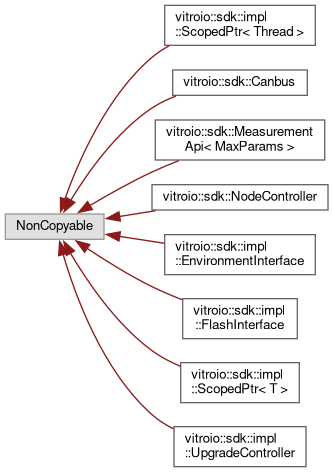 vitroio::sdk::impl
::ScopedPtr< Thread >
vitroio::sdk::Canbus
vitroio::sdk::Measurement
Api< MaxParams >
vitroio::sdk::NodeController
NonCopyable
vitroio::sdk::impl
::EnvironmentInterface
vitroio::sdk::impl
::FlashInterface
vitroio::sdk::impl
::ScopedPtr< T >
vitroio::sdk::impl
::UpgradeController